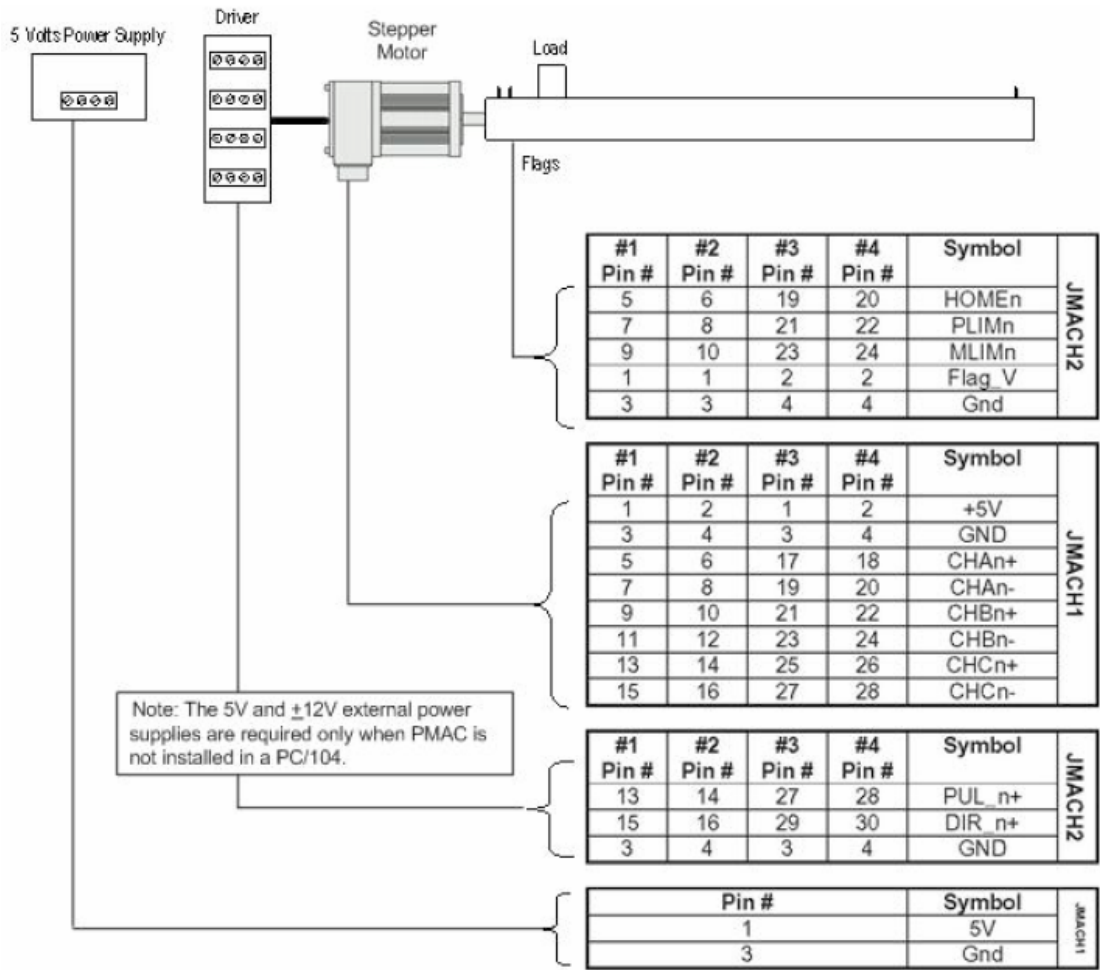 5 Volts Power Supply
Driver
Stepper
Motor
Load
Flags
#1 #2 #3 #4 Symbol
Pin # Pin # Pin # Pin #
5 6 19 20 HOMEn
7 8 21 22 PLIMn
9 10 23 24 MLIMn
1 1 2 2 Flag_V
3 3 4 4 Gnd
JMACH2
#1 #2 #3 #4 Symbol
Pin # Pin # Pin # Pin #
1 2 1 2 +5V
3 4 3 4 GND
5 6 17 18 CHAn+
7 8 19 20 CHAn-
9 10 21 22 CHBn+
11 12 23 24 CHBn-
13 14 25 26 CHCn+
15 16 27 28 CHCn-
JMACH1
Note: The 5V and ±12V external power
supplies are required only when PMAC is
not installed in a PC/104.
#1 #2 #3 #4 Symbol
Pin # Pin # Pin # Pin #
13 14 27 28 PUL_n+
15 16 29 30 DIR_n+
3 4 3 4 GND
JMACH2
Pin # Symbol
1 5V
3 Gnd
JMACH1